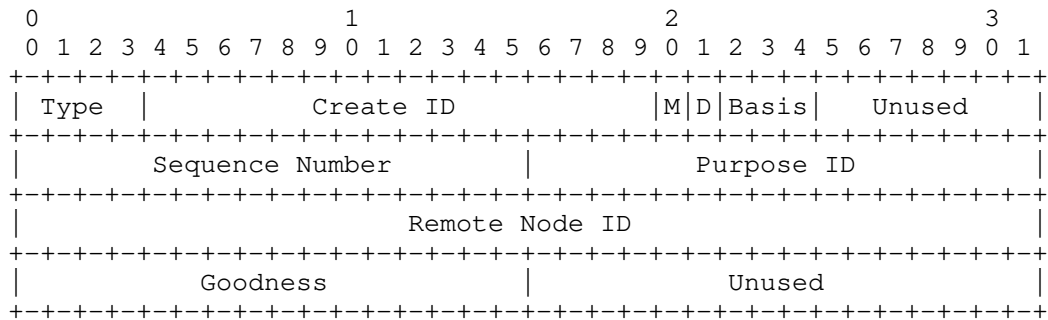 0                   1                   2                   3
 0 1 2 3 4 5 6 7 8 9 0 1 2 3 4 5 6 7 8 9 0 1 2 3 4 5 6 7 8 9 0 1
+-+-+-+-+-+-+-+-+-+-+-+-+-+-+-+-+-+-+-+-+-+-+-+-+-+-+-+-+-+-+-+-+
| Type  |           Create ID           |M|D|Basis|   Unused    |
+-+-+-+-+-+-+-+-+-+-+-+-+-+-+-+-+-+-+-+-+-+-+-+-+-+-+-+-+-+-+-+-+
|        Sequence Number        |          Purpose ID           |
+-+-+-+-+-+-+-+-+-+-+-+-+-+-+-+-+-+-+-+-+-+-+-+-+-+-+-+-+-+-+-+-+
|                        Remote Node ID                         |
+-+-+-+-+-+-+-+-+-+-+-+-+-+-+-+-+-+-+-+-+-+-+-+-+-+-+-+-+-+-+-+-+
|           Goodness            |            Unused             |
+-+-+-+-+-+-+-+-+-+-+-+-+-+-+-+-+-+-+-+-+-+-+-+-+-+-+-+-+-+-+-+-+